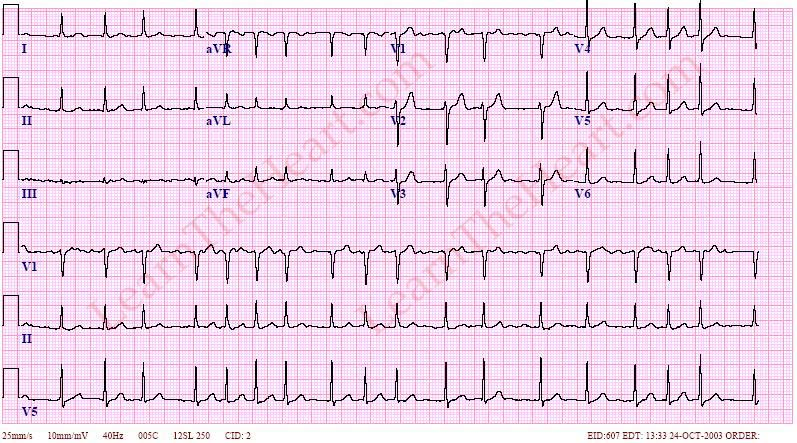 I aVR V1 V4
II aVL V2 V5
III aVF V3 V6
V1
II
V5
LearnTheHeart.com
LearnTheHeart.com
25mm/s 10mm/mV 40Hz 005C 12SL 250 CID: 2 EID:607 EDT: 13:33 24-OCT-2003 ORDER: